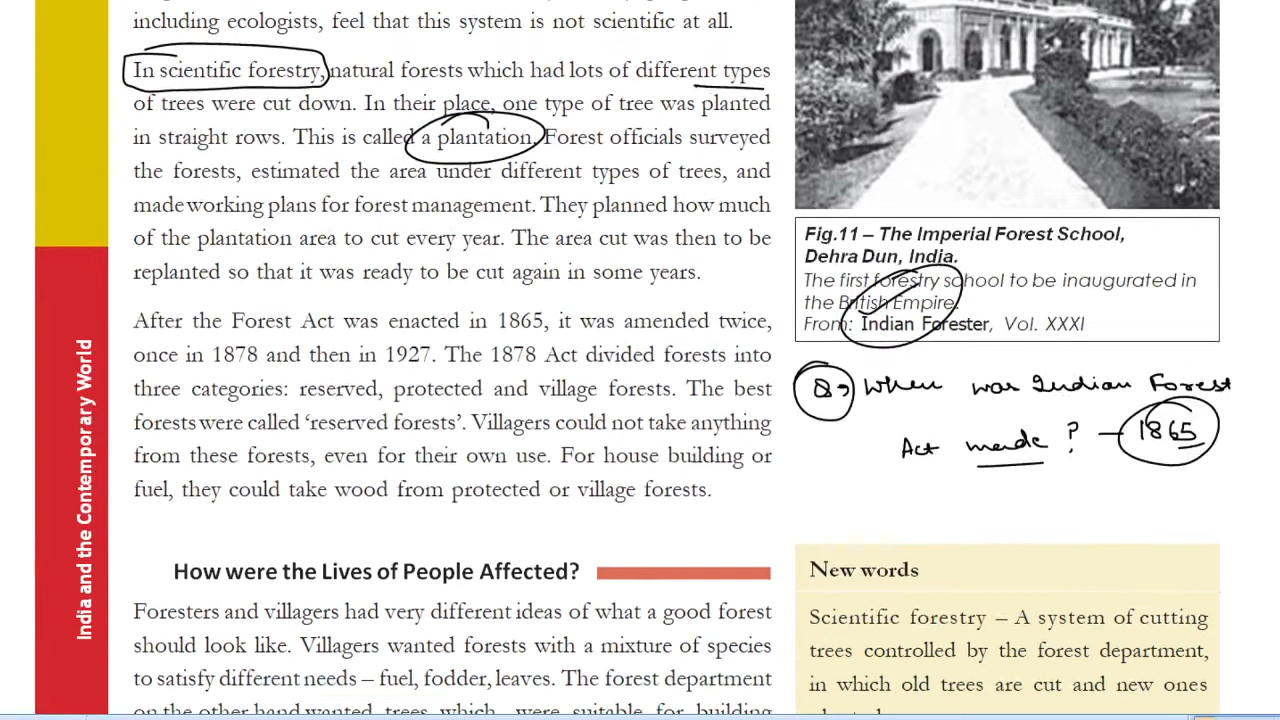 including ecologists, feel that this system is not scientific at all.
In scientific forestry, natural forests which had lots of different types
of trees were cut down. In their place, one type of tree was planted
in straight rows. This is called a plantation. Forest officials surveyed
the forests, estimated the area under different types of trees, and
made working plans for forest management. They planned how much
of the plantation area to cut every year. The area cut was then to be
replanted so that it was ready to be cut again in some years.
After the Forest Act was enacted in 1865, it was amended twice,
once in 1878 and then in 1927. The 1878 Act divided forests into
three categories: reserved, protected and village forests. The best
forests were called ‘reserved forests’. Villagers could not take anything
from these forests, even for their own use. For house building or
fuel, they could take wood from protected or village forests.
How were the Lives of People Affected?
Foresters and villagers had very different ideas of what a good forest
should look like. Villagers wanted forests with a mixture of species
to satisfy different needs – fuel, fodder, leaves. The forest department
on the other hand wanted trees which were suitable for building
Fig.11 – The Imperial Forest School,
Dehra Dun, India.
The first forestry school to be inaugurated in
the British Empire.
From: Indian Forester, Vol. XXXI
Q, When was Indian Forest
Act made ? – 1865
New words
Scientific forestry – A system of cutting
trees controlled by the forest department,
in which old trees are cut and new ones
India and the Contemporary World